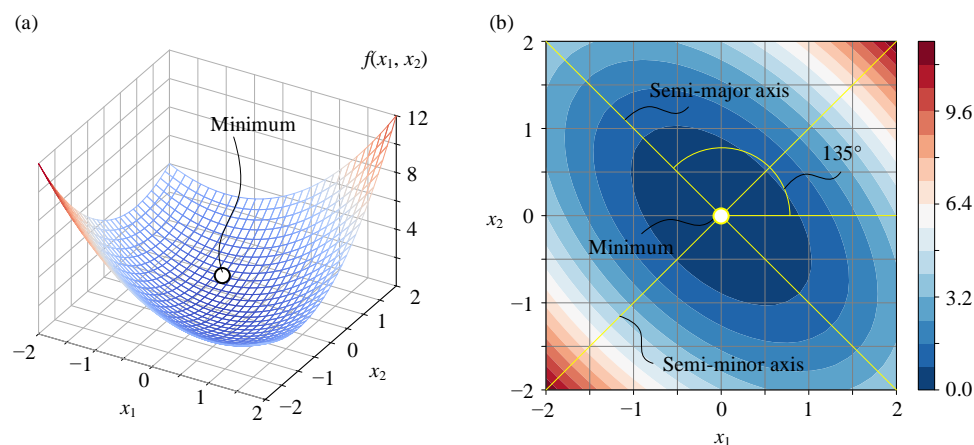 (a)
f(x₁, x₂)
Minimum
12
8
4
2
1
0
−1
−2
x₂
−2
−1
0
1
2
x₁
(b)
2
1
0
−1
−2
x₂
Semi-major axis
135°
Minimum
Semi-minor axis
−2
−1
0
1
2
x₁
9.6
6.4
3.2
0.0